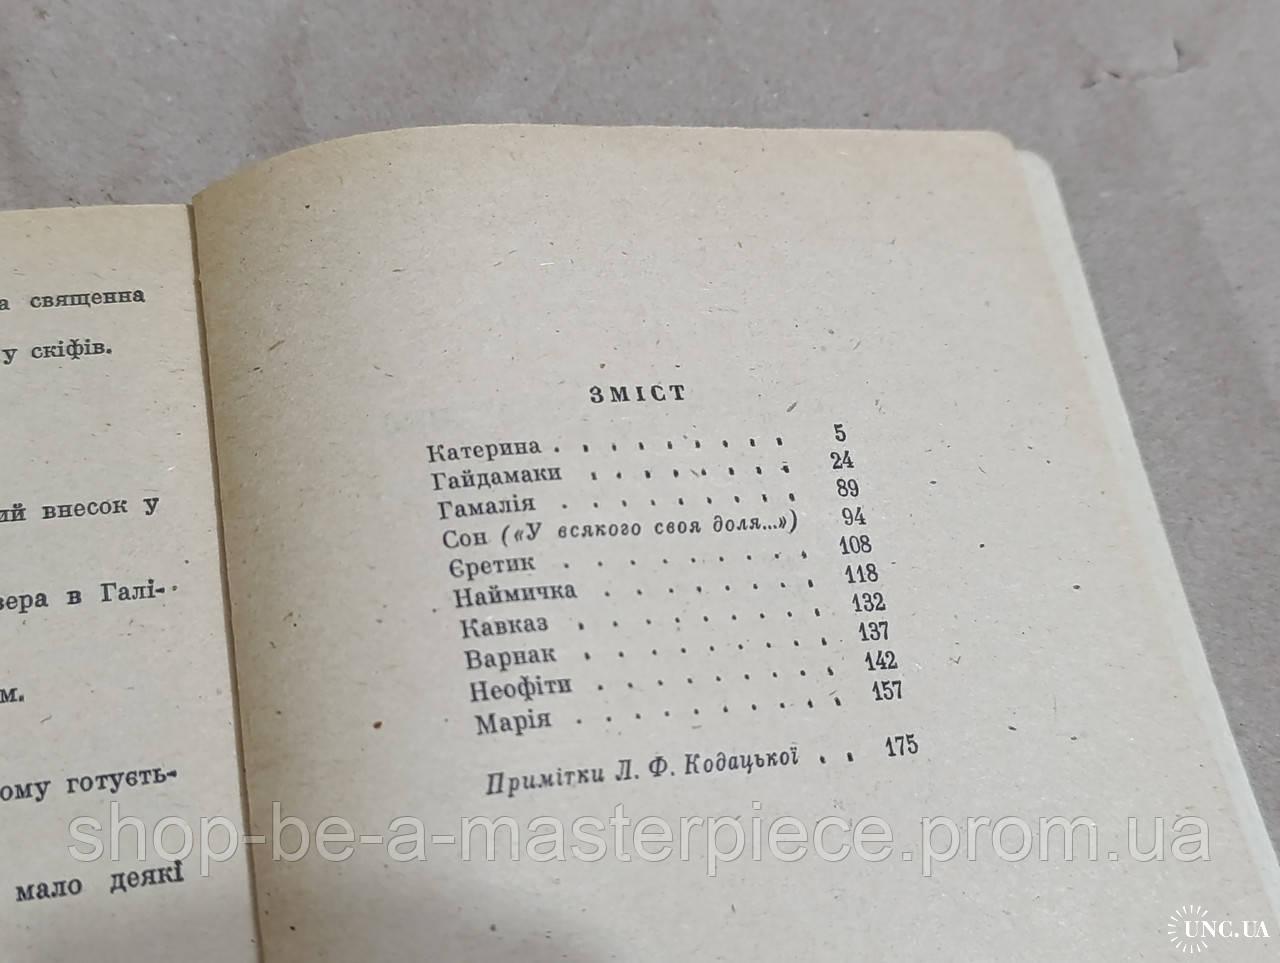 а священна
у скіфів.
ий внесок у
вера в Галі-
м.
ому готуєть-
мало деякі
ЗМІСТ
Катерина . . . . . . . . . 5
Гайдамаки . . . . . . . . 24
Гамалія . . . . . . . . . 89
Сон («У всякого своя доля...») 94
Єретик . . . . . . . . . 108
Наймичка . . . . . . . . 118
Кавказ . . . . . . . . . 132
Варнак . . . . . . . . . 137
Неофіти . . . . . . . . . 142
Марія . . . . . . . . . . 157
Примітки Л. Ф. Кодацької . . 175
shop-be-a-masterpiece.prom.ua
UNC.UA